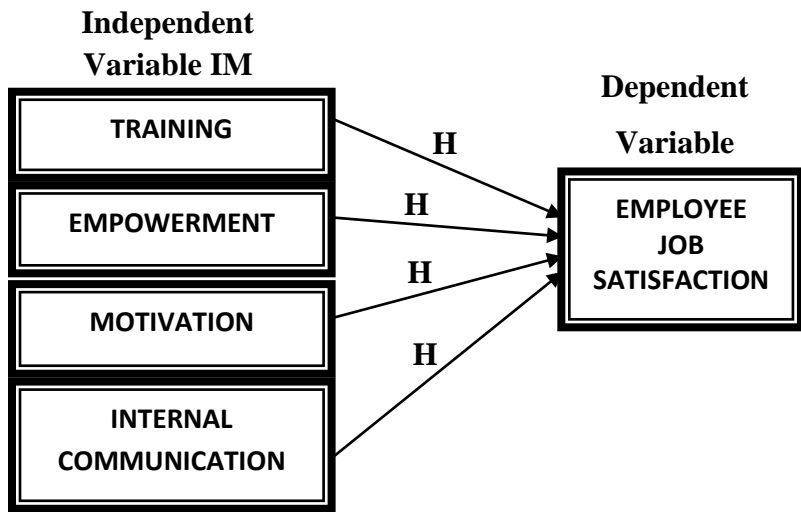 Independent
Variable IM
TRAINING
EMPOWERMENT
MOTIVATION
INTERNAL
COMMUNICATION
H
H
H
H
Dependent
Variable
EMPLOYEE
JOB
SATISFACTION